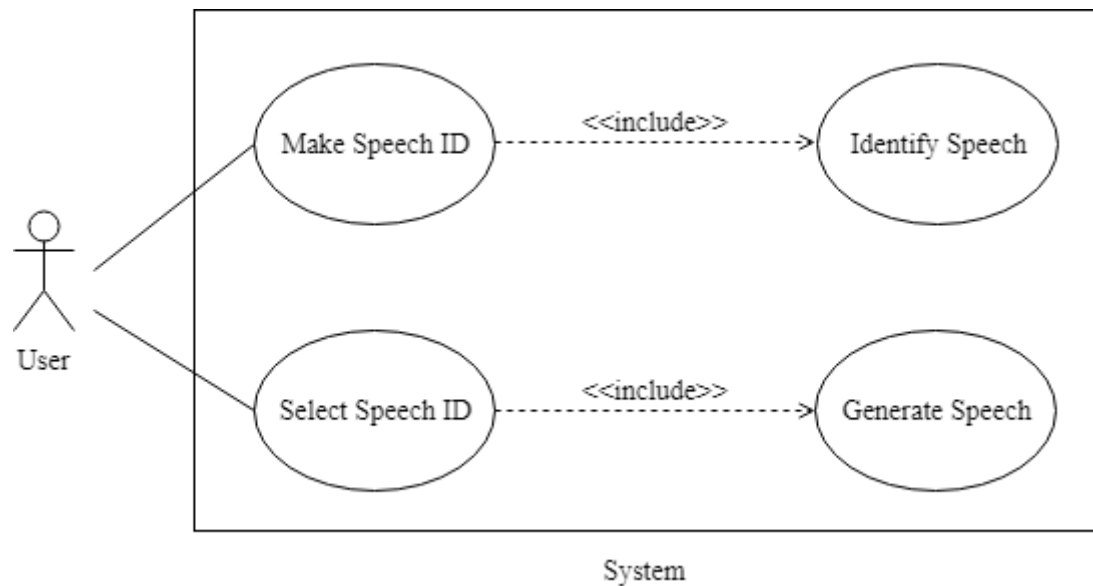 <<include>>
Make Speech ID
Identify Speech
User
<<include>>
Select Speech ID
Generate Speech
System